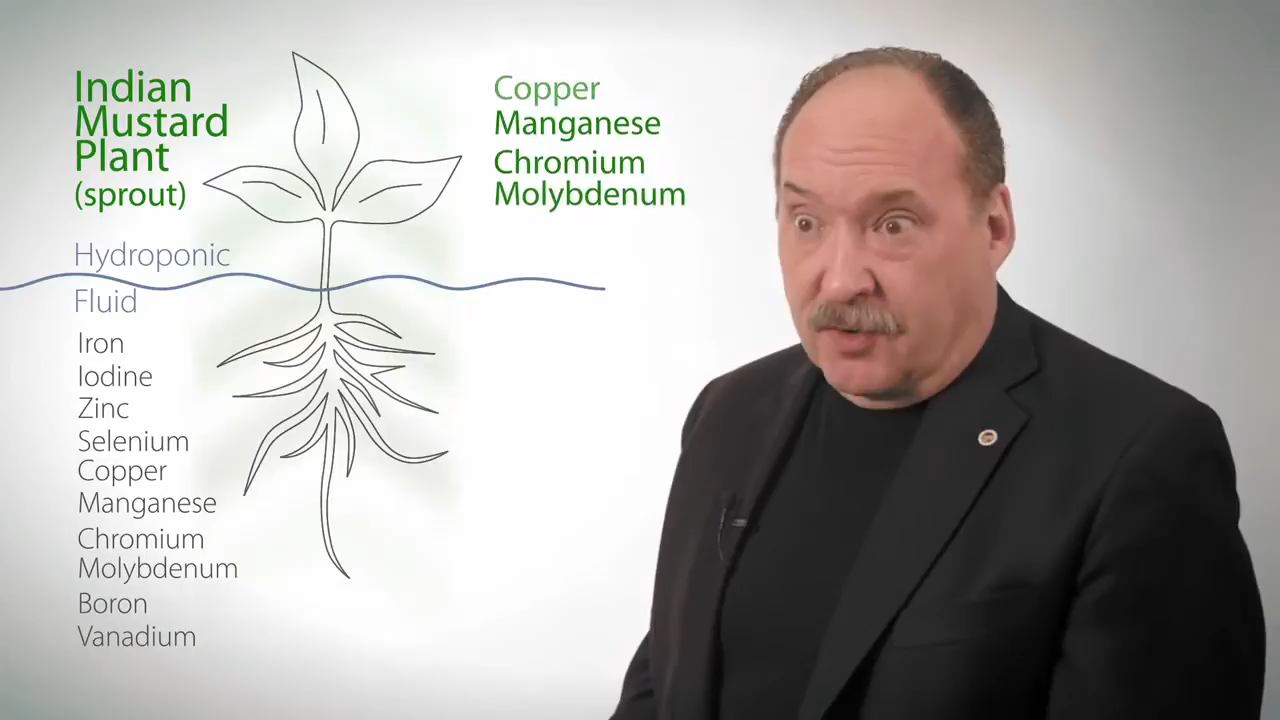 Indian
Mustard
Plant
(sprout)
Copper
Manganese
Chromium
Molybdenum
Hydroponic
Fluid
Iron
Iodine
Zinc
Selenium
Copper
Manganese
Chromium
Molybdenum
Boron
Vanadium